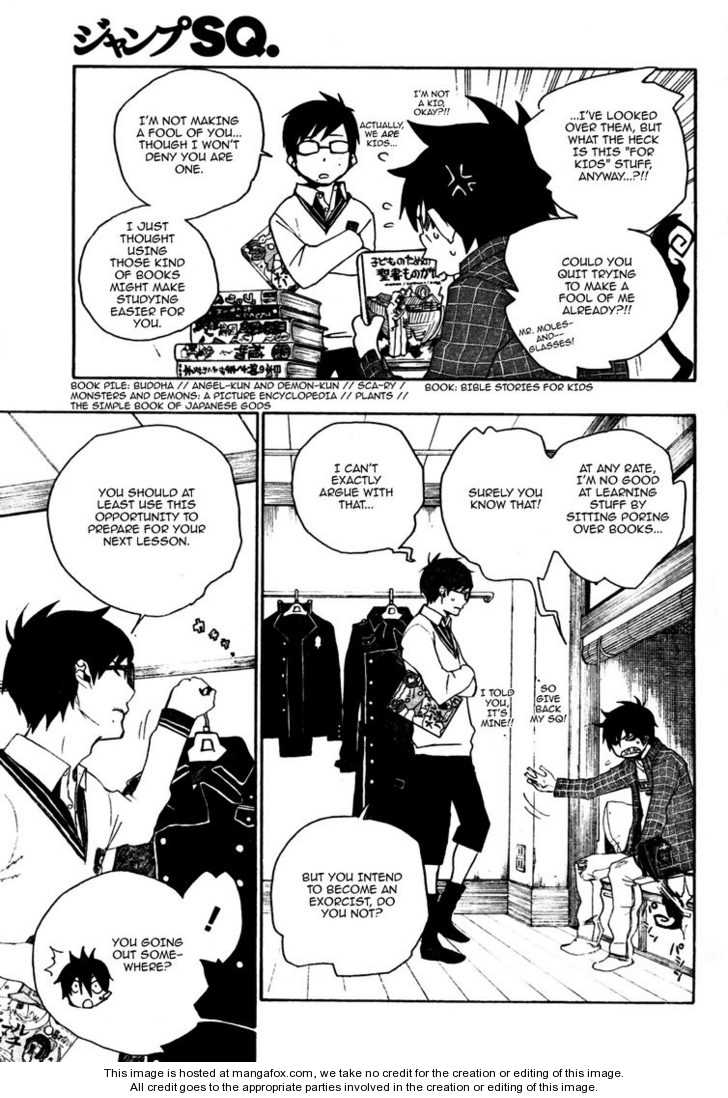 ジャンプSQ.
...I'VE LOOKED
OVER THEM, BUT
WHAT THE HECK
IS THIS "FOR
KIDS" STUFF,
ANYWAY...?!!
COULD YOU
QUIT TRYING
TO MAKE A
FOOL OF ME
ALREADY?!!
MR. MOLES-
AND-
GLASSES!
I'M NOT
A KID,
OKAY?!!
ACTUALLY,
WE ARE
KIDS...
子どものための
聖書ものがたり
I'M NOT MAKING
A FOOL OF YOU...
THOUGH I WON'T
DENY YOU ARE
ONE.
I JUST
THOUGHT
USING
THOSE KIND
OF BOOKS
MIGHT MAKE
STUDYING
EASIER FOR
YOU.
BOOK PILE: BUDDHA // ANGEL-KUN AND DEMON-KUN // SCA-RY /
MONSTERS AND DEMONS: A PICTURE ENCYCLOPEDIA // PLANTS //
THE SIMPLE BOOK OF JAPANESE GODS
BOOK: BIBLE STORIES FOR KIDS
AT ANY RATE,
I'M NO GOOD
AT LEARNING
STUFF BY
SITTING PORING
OVER BOOKS...
SURELY YOU
KNOW THAT!
I CAN'T
EXACTLY
ARGUE WITH
THAT...
SO
GIVE
BACK
MY SQ!
I TOLD
YOU,
IT'S
MINE!!
BUT YOU INTEND
TO BECOME AN
EXORCIST, DO
YOU NOT?
YOU SHOULD AT
LEAST USE THIS
OPPORTUNITY TO
PREPARE FOR YOUR
NEXT LESSON.
!
YOU GOING
OUT SOME-
WHERE?
This image is hosted at mangafox.com, we take no credit for the creation or editing of this image.
All credit goes to the appropriate parties involved in the creation or editing of this image.